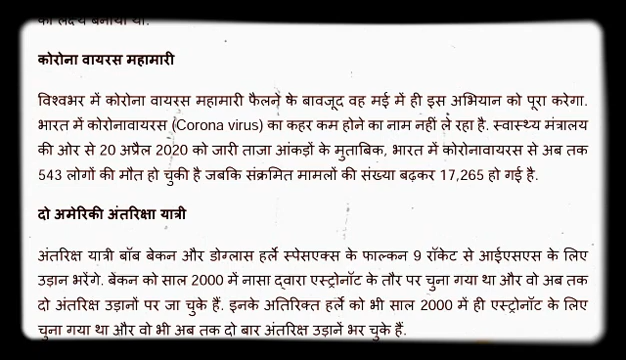 को लक्ष्य बनाया था.
कोरोना वायरस महामारी
विश्वभर में कोरोना वायरस महामारी फैलने के बावजूद वह मई में ही इस अभियान को पूरा करेगा.
भारत में कोरोनावायरस (Corona virus) का कहर कम होने का नाम नहीं ले रहा है. स्वास्थ्य मंत्रालय
की ओर से 20 अप्रैल 2020 को जारी ताजा आंकड़ों के मुताबिक, भारत में कोरोनावायरस से अब तक
543 लोगों की मौत हो चुकी है जबकि संक्रमित मामलों की संख्या बढ़कर 17,265 हो गई है.
दो अमेरिकी अंतरिक्षा यात्री
अंतरिक्ष यात्री बॉब बेकन और डोग्लास हर्ले स्पेसएक्स के फाल्कन 9 रॉकेट से आईएसएस के लिए
उड़ान भरेंगे. बेंकन को साल 2000 में नासा द्वारा एस्ट्रोनॉट के तौर पर चुना गया था और वो अब तक
दो अंतरिक्ष उड़ानों पर जा चुके हैं. इनके अतिरिक्त हर्ले को भी साल 2000 में ही एस्ट्रोनॉट के लिए
चुना गया था और वो भी अब तक दो बार अंतरिक्ष उड़ानें भर चुके हैं.